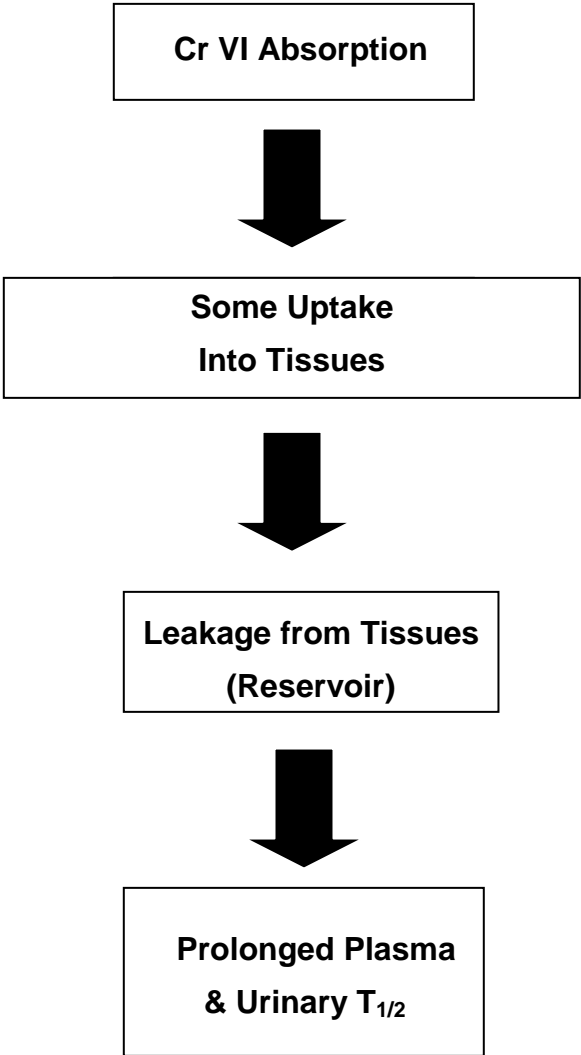 Cr VI Absorption
Some Uptake
Into Tissues
Leakage from Tissues
(Reservoir)
Prolonged Plasma
& Urinary T1/2